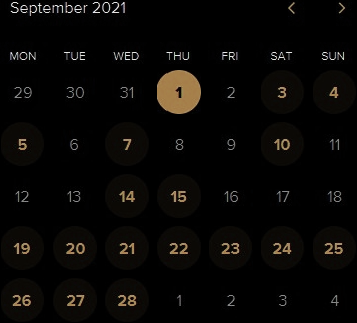 September 2021
MON TUE WED THU FRI SAT SUN
29 30 31 1 2 3 4
5 6 7 8 9 10 11
12 13 14 15 16 17 18
19 20 21 22 23 24 25
26 27 28 1 2 3 4